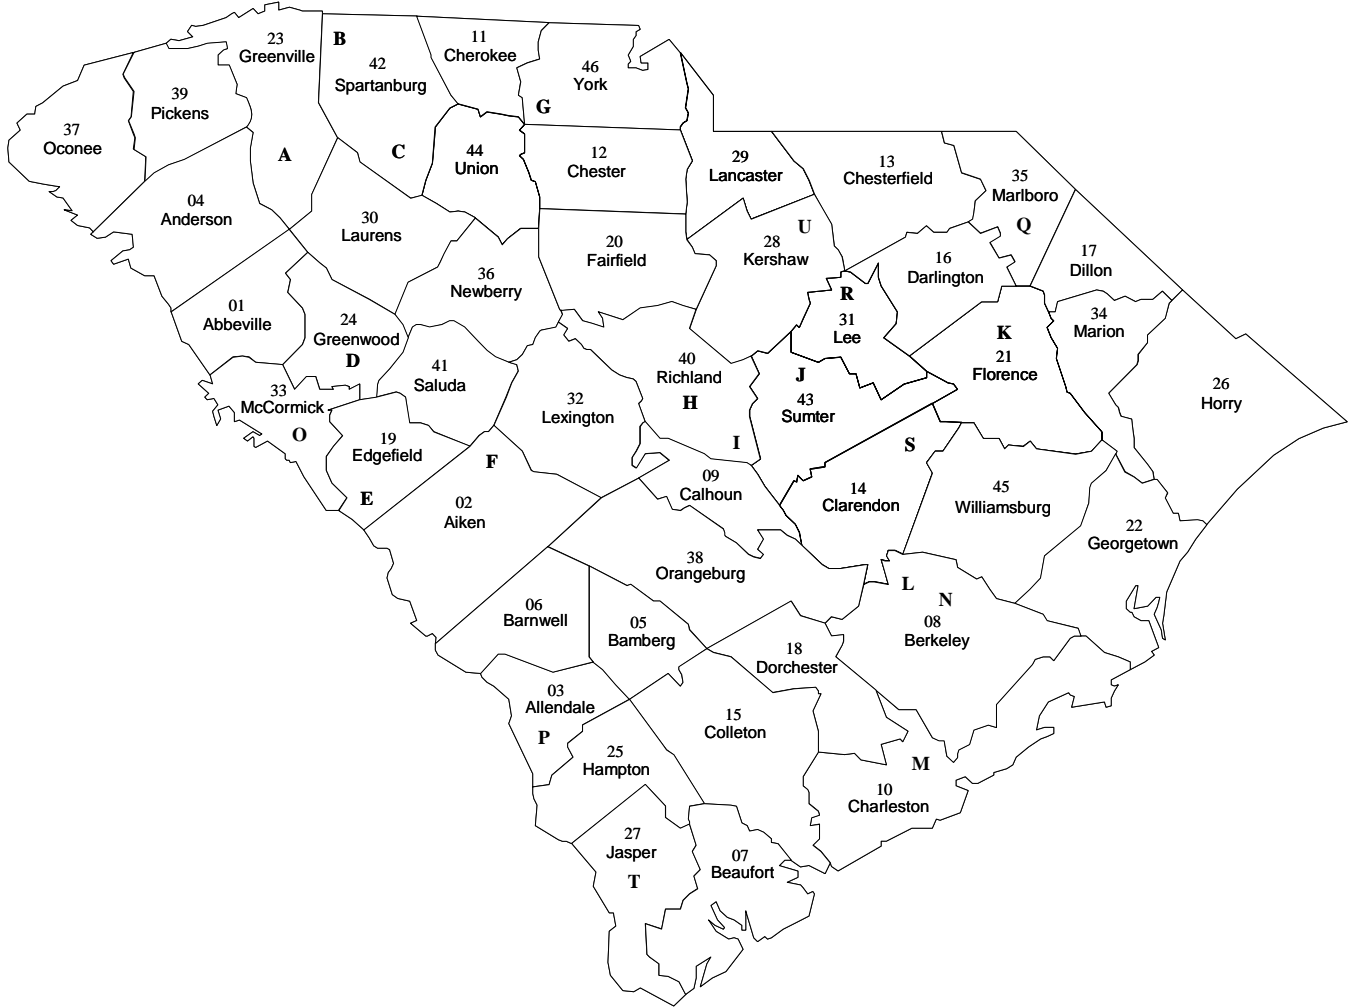 23
Greenville
B
42
Spartanburg
11
Cherokee
46
York
G
39
Pickens
37
Oconee
A
C
44
Union
12
Chester
29
Lancaster
13
Chesterfield
35
Marlboro
Q
04
Anderson
30
Laurens
20
Fairfield
U
28
Kershaw
16
Darlington
17
Dillon
36
Newberry
01
Abbeville
24
Greenwood
D
R
31
Lee
K
21
Florence
34
Marion
41
Saluda
40
Richland
H
J
43
Sumter
26
Horry
33
McCormick
O
32
Lexington
19
Edgefield
F
I
S
E
02
Aiken
09
Calhoun
14
Clarendon
45
Williamsburg
22
Georgetown
38
Orangeburg
L
N
08
Berkeley
06
Barnwell
05
Bamberg
18
Dorchester
03
Allendale
P
15
Colleton
25
Hampton
M
10
Charleston
27
Jasper
T
07
Beaufort